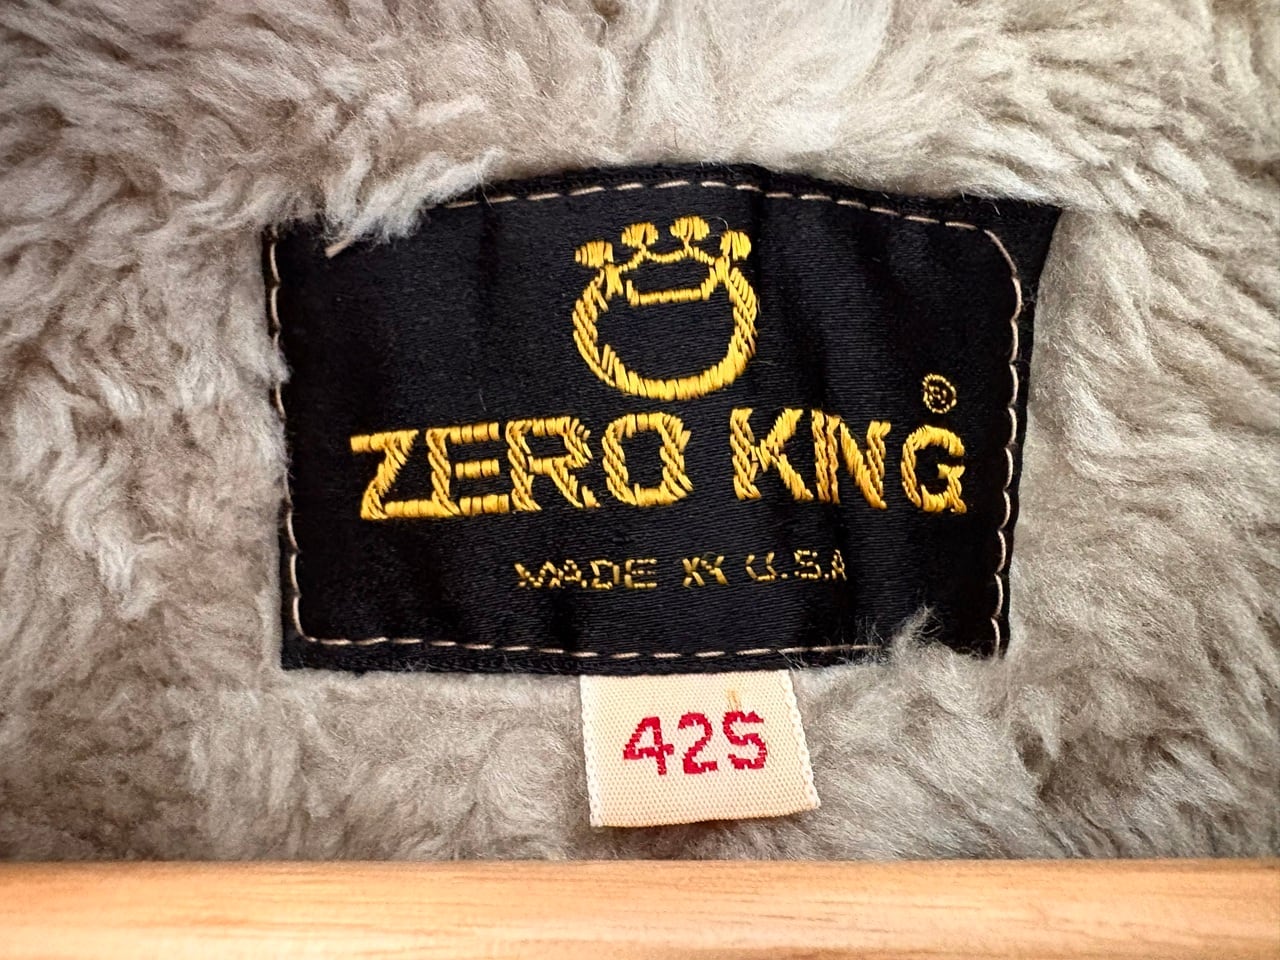 ZERO KING ®
MADE IN U.S.A
42S